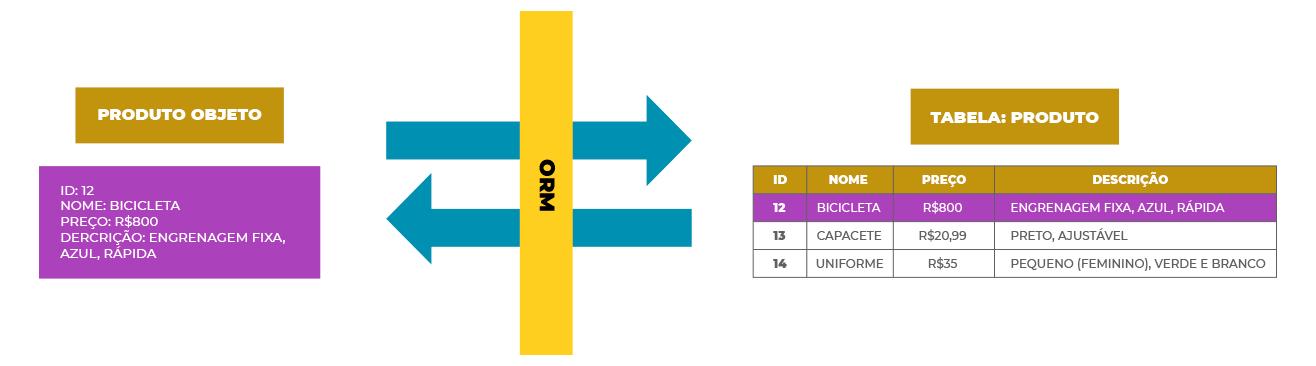 PRODUTO OBJETO
ID: 12
NOME: BICICLETA
PREÇO: R$800
DERCRIÇÃO: ENGRENAGEM FIXA,
AZUL, RÁPIDA
ORM
TABELA: PRODUTO
ID NOME PREÇO DESCRIÇÃO
12 BICICLETA R$800 ENGRENAGEM FIXA, AZUL, RÁPIDA
13 CAPACETE R$20,99 PRETO, AJUSTÁVEL
14 UNIFORME R$35 PEQUENO (FEMININO), VERDE E BRANCO